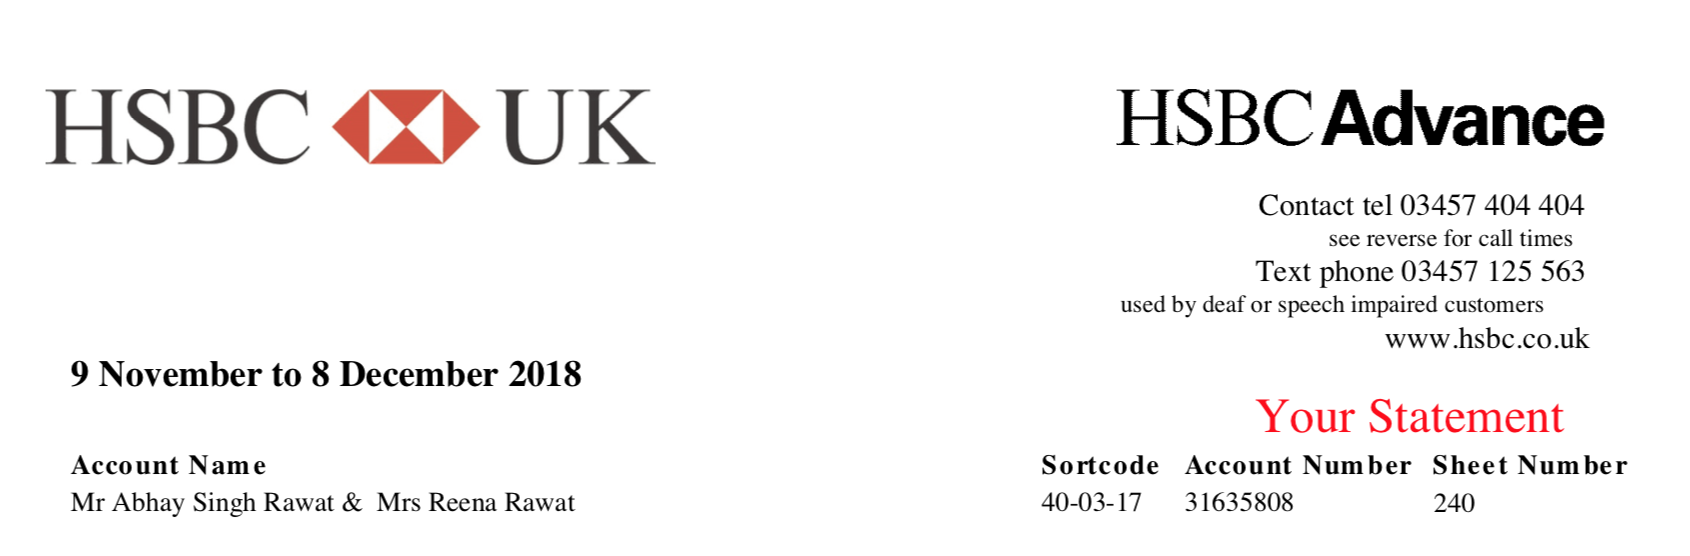 HSBC UK
HSBC Advance
Contact tel 03457 404 404
see reverse for call times
Text phone 03457 125 563
used by deaf or speech impaired customers
www.hsbc.co.uk
9 November to 8 December 2018
Your Statement
Account Name
Mr Abhay Singh Rawat & Mrs Reena Rawat
Sortcode Account Number Sheet Number
40-03-17 31635808 240